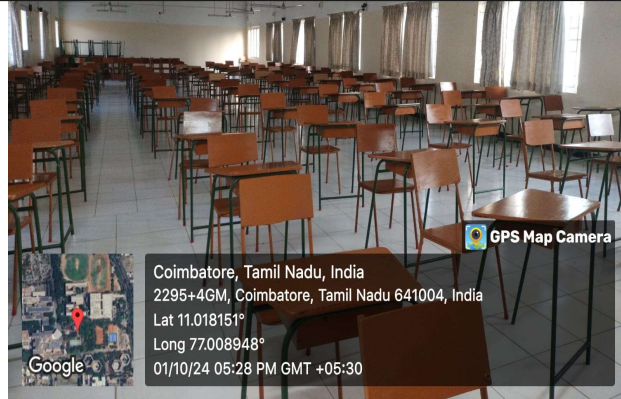 GPS Map Camera
Coimbatore, Tamil Nadu, India
2295+4GM, Coimbatore, Tamil Nadu 641004, India
Lat 11.018151°
Long 77.008948°
01/10/24 05:28 PM GMT +05:30
Google